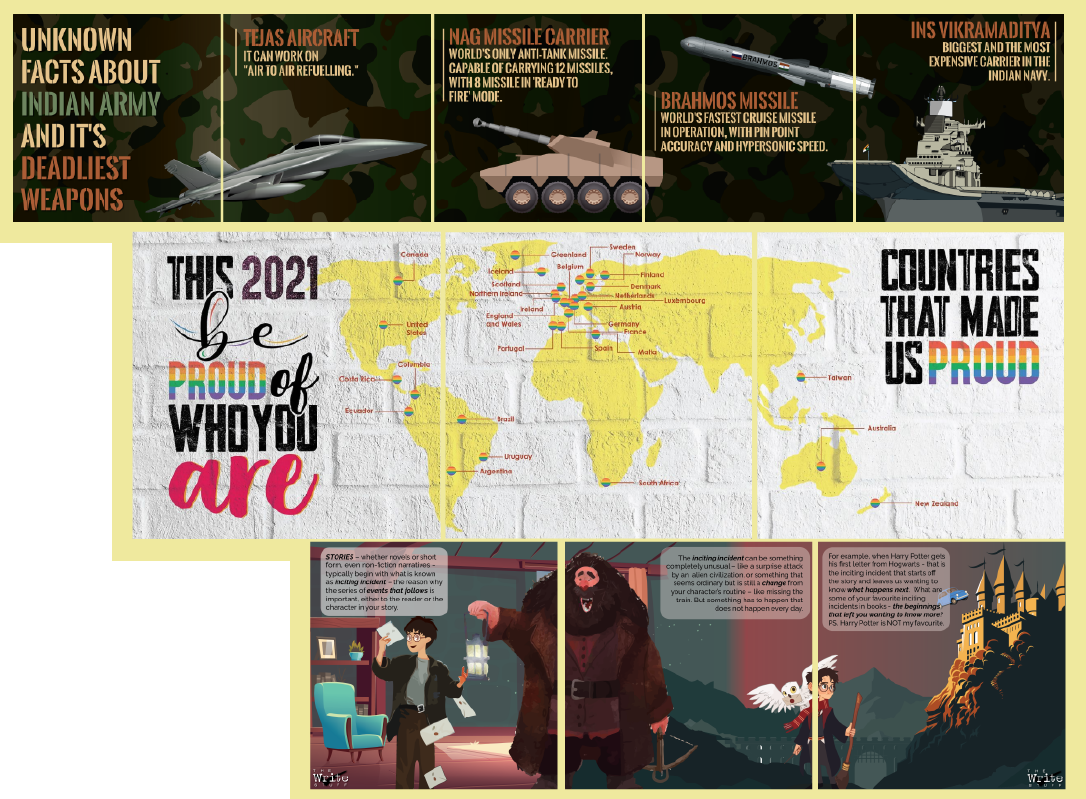 UNKNOWN
FACTS ABOUT
INDIAN ARMY
AND IT'S
DEADLIEST
WEAPONS
TEJAS AIRCRAFT
IT CAN WORK ON
"AIR TO AIR REFUELLING."
NAG MISSILE CARRIER
WORLD'S ONLY ANTI-TANK MISSILE.
CAPABLE OF CARRYING 12 MISSILES,
WITH 8 MISSILE IN 'READY TO
FIRE' MODE.
BRAHMOS
BRAHMOS MISSILE
WORLD'S FASTEST CRUISE MISSILE
IN OPERATION, WITH PIN POINT
ACCURACY AND HYPERSONIC SPEED.
INS VIKRAMADITYA
BIGGEST AND THE MOST
EXPENSIVE CARRIER IN THE
INDIAN NAVY.
THIS 2021
be
PROUD of
WHO YOU
are
Canada
United
States
Columbia
Costa Rica
Ecuador
Brazil
Uruguay
Argentina
Greenland
Iceland
Belgium
Scotland
Northern Ireland
Ireland
England
and Wales
Portugal
Sweden
Norway
Finland
Denmark
Netherlands
Luxembourg
Austria
Germany
France
Spain
Malta
South Africa
Taiwan
Australia
New Zealand
COUNTRIES
THAT MADE
US PROUD
STORIES – whether novels or short
form, even non-fiction narratives –
typically begin with what is known
as inciting incident – the reason why
the series of events that follows is
important, either to the reader or the
character in your story.
The inciting incident can be something
completely unusual – like a surprise attack
by an alien civilization or something that
seems ordinary but is still a change from
your character's routine – like missing the
train. But something has to happen that
does not happen every day.
For example, when Harry Potter gets
his first letter from Hogwarts - that is
the inciting incident that starts off
the story and leaves us wanting to
know what happens next. What are
some of your favourite inciting
incidents in books - the beginnings
that left you wanting to know more?
PS. Harry Potter is NOT my favourite.
THE
Write
STUFF
THE
Write
STUFF